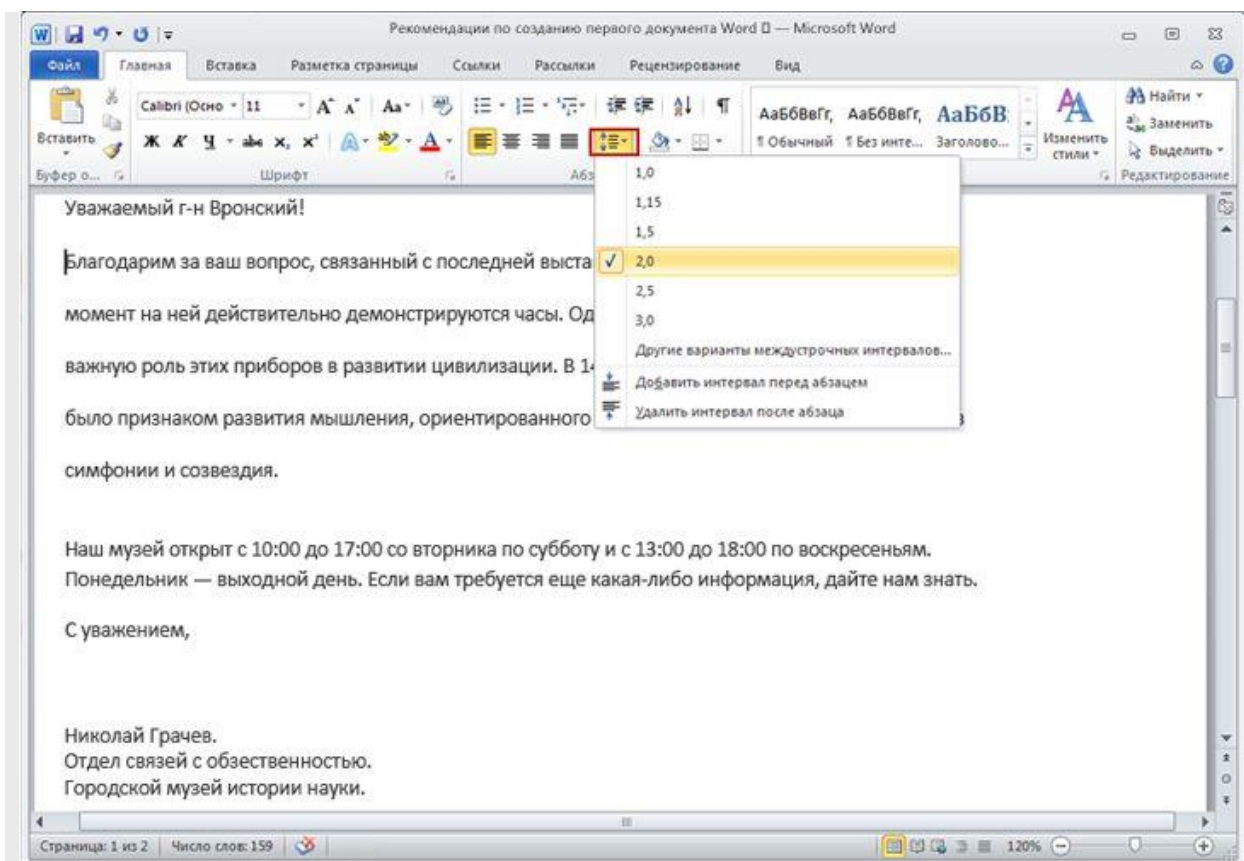 Рекомендации по созданию первого документа Word — Microsoft Word
Файл Главная Вставка Разметка страницы Ссылки Рассылки Рецензирование Вид
Вставить
Calibri (Осно 11
Ж К Ч abc x, x²
АаБбВвГг, АаБбВвГг, АаБбВ
¶ Обычный ¶ Без инте... Заголово...
Изменить стили
Найти
Заменить
Выделить
Буфер о... Шрифт Абз Редактирование
1,0
1,15
1,5
2,0
2,5
3,0
Другие варианты междустрочных интервалов...
Добавить интервал перед абзацем
Удалить интервал после абзаца
Уважаемый г-н Вронский!
Благодарим за ваш вопрос, связанный с последней выста
момент на ней действительно демонстрируются часы. Од
важную роль этих приборов в развитии цивилизации. В 14
было признаком развития мышления, ориентированного
симфонии и созвездия.
Наш музей открыт с 10:00 до 17:00 со вторника по субботу и с 13:00 до 18:00 по воскресеньям.
Понедельник — выходной день. Если вам требуется еще какая-либо информация, дайте нам знать.
С уважением,
Николай Грачев.
Отдел связей с обзественностью.
Городской музей истории науки.
Страница: 1 из 2 Число слов: 159 120%